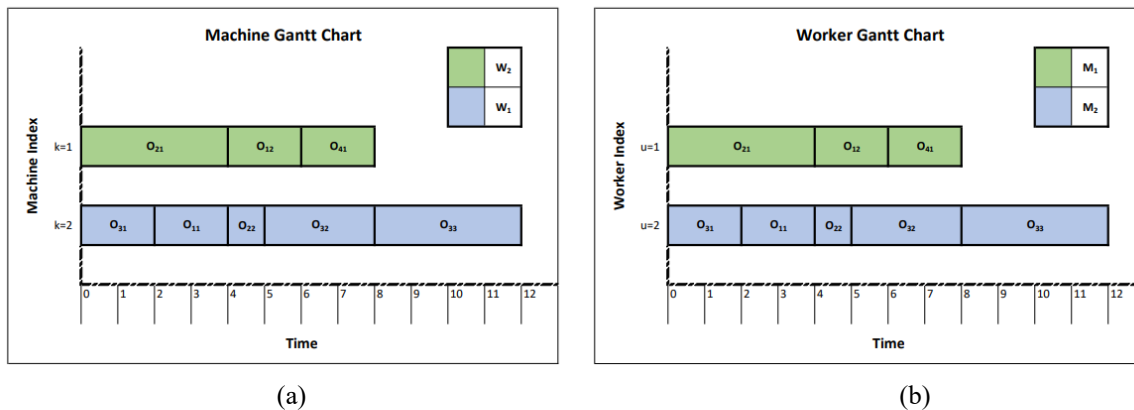 Machine Gantt Chart
W₂
W₁
Machine Index
k=1
O₂₁
O₁₂
O₄₁
k=2
O₃₁
O₁₁
O₂₂
O₃₂
O₃₃
0 1 2 3 4 5 6 7 8 9 10 11 12
Time
(a)
Worker Gantt Chart
M₁
M₂
Worker Index
u=1
O₂₁
O₁₂
O₄₁
u=2
O₃₁
O₁₁
O₂₂
O₃₂
O₃₃
0 1 2 3 4 5 6 7 8 9 10 11 12
Time
(b)